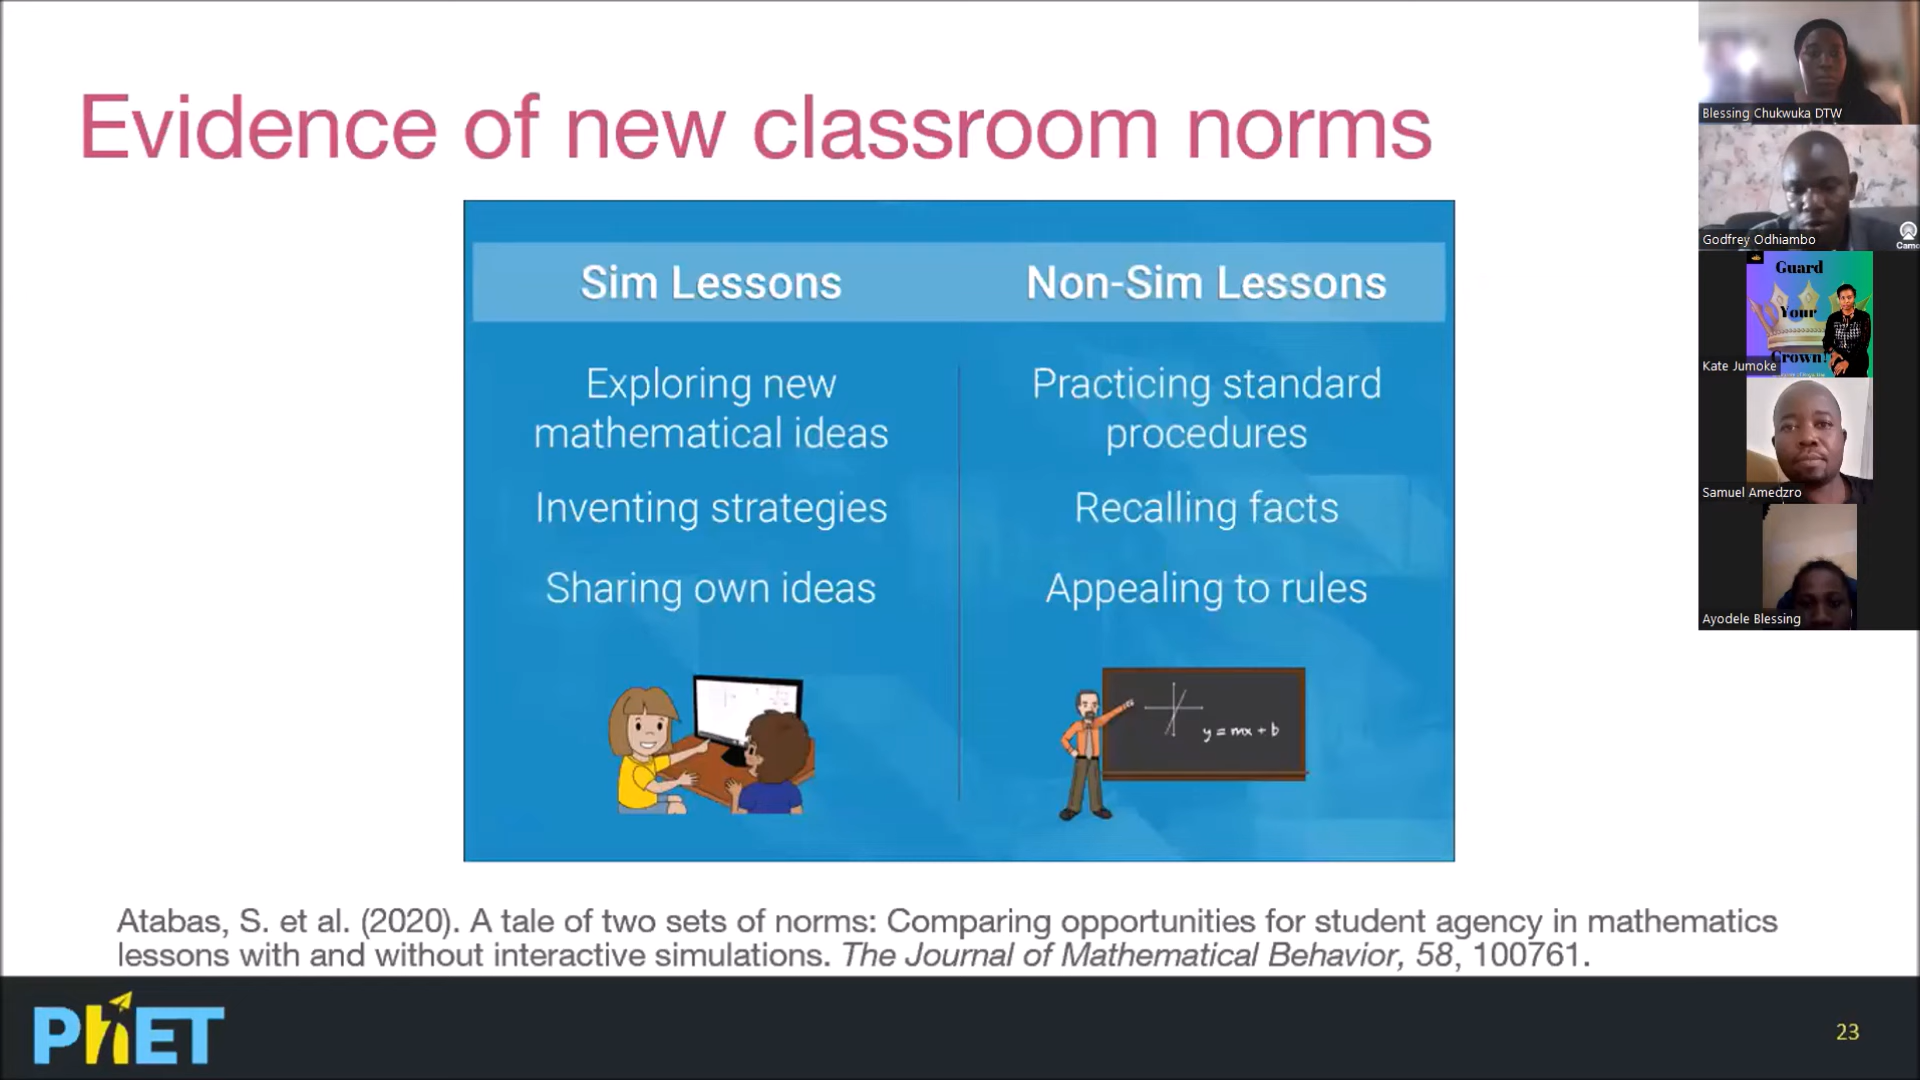 Evidence of new classroom norms
Sim Lessons
Non-Sim Lessons
Exploring new
mathematical ideas
Practicing standard
procedures
Inventing strategies
Recalling facts
Sharing own ideas
Appealing to rules
y = mx + b
Atabas, S. et al. (2020). A tale of two sets of norms: Comparing opportunities for student agency in mathematics
lessons with and without interactive simulations. The Journal of Mathematical Behavior, 58, 100761.
PhET
23
Blessing Chukwuka DTW
Godfrey Odhiambo
Guard
Your
Crown!
Kate Jumoke
Samuel Amedzro
Ayodele Blessing